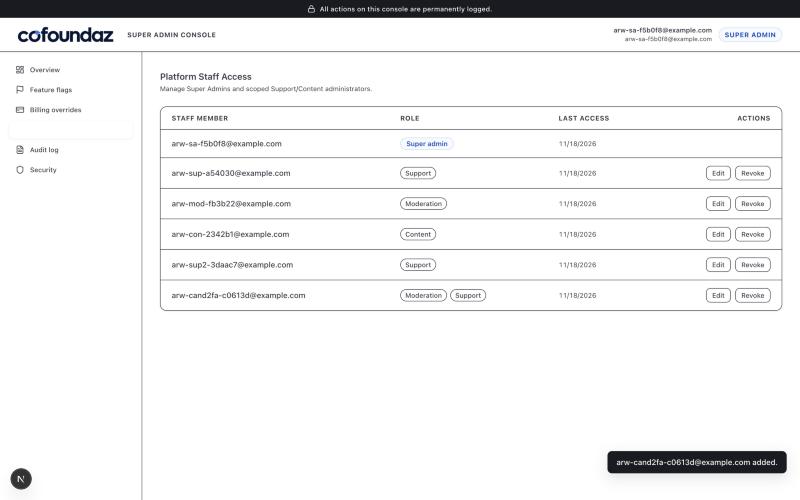 All actions on this console are permanently logged.
cofoundaz SUPER ADMIN CONSOLE
arw-sa-f5b0f8@example.com
arw-sa-f5b0f8@example.com
SUPER ADMIN
Overview
Feature flags
Billing overrides
Audit log
Security
Platform Staff Access
Manage Super Admins and scoped Support/Content administrators.
STAFF MEMBER ROLE LAST ACCESS ACTIONS
arw-sa-f5b0f8@example.com Super admin 11/18/2026
arw-sup-a54030@example.com Support 11/18/2026 Edit Revoke
arw-mod-fb3b22@example.com Moderation 11/18/2026 Edit Revoke
arw-con-2342b1@example.com Content 11/18/2026 Edit Revoke
arw-sup2-3daac7@example.com Support 11/18/2026 Edit Revoke
arw-cand2fa-c0613d@example.com Moderation Support 11/18/2026 Edit Revoke
arw-cand2fa-c0613d@example.com added.
N